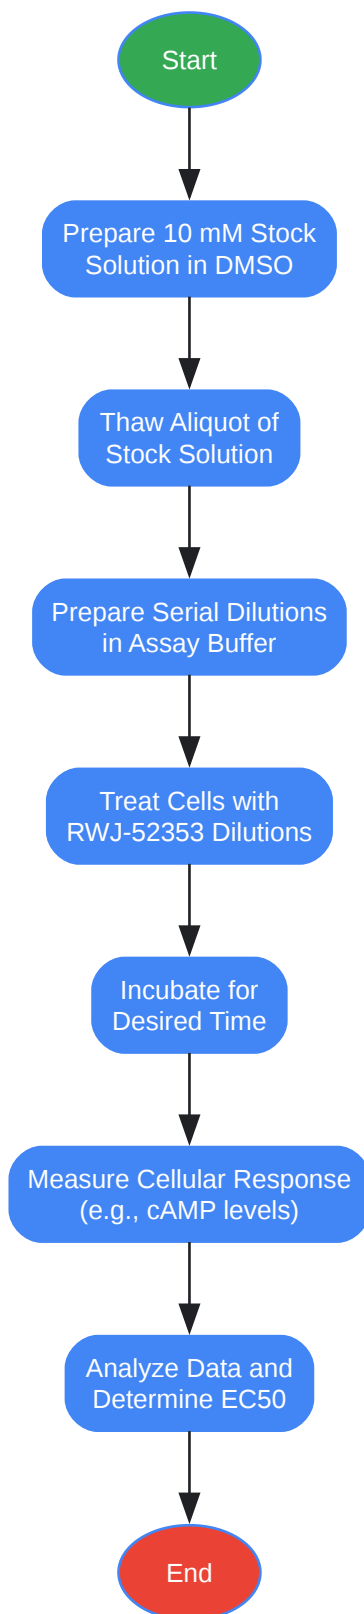 Start
Prepare 10 mM Stock
Solution in DMSO
Thaw Aliquot of
Stock Solution
Prepare Serial Dilutions
in Assay Buffer
Treat Cells with
RWJ-52353 Dilutions
Incubate for
Desired Time
Measure Cellular Response
(e.g., cAMP levels)
Analyze Data and
Determine EC50
End